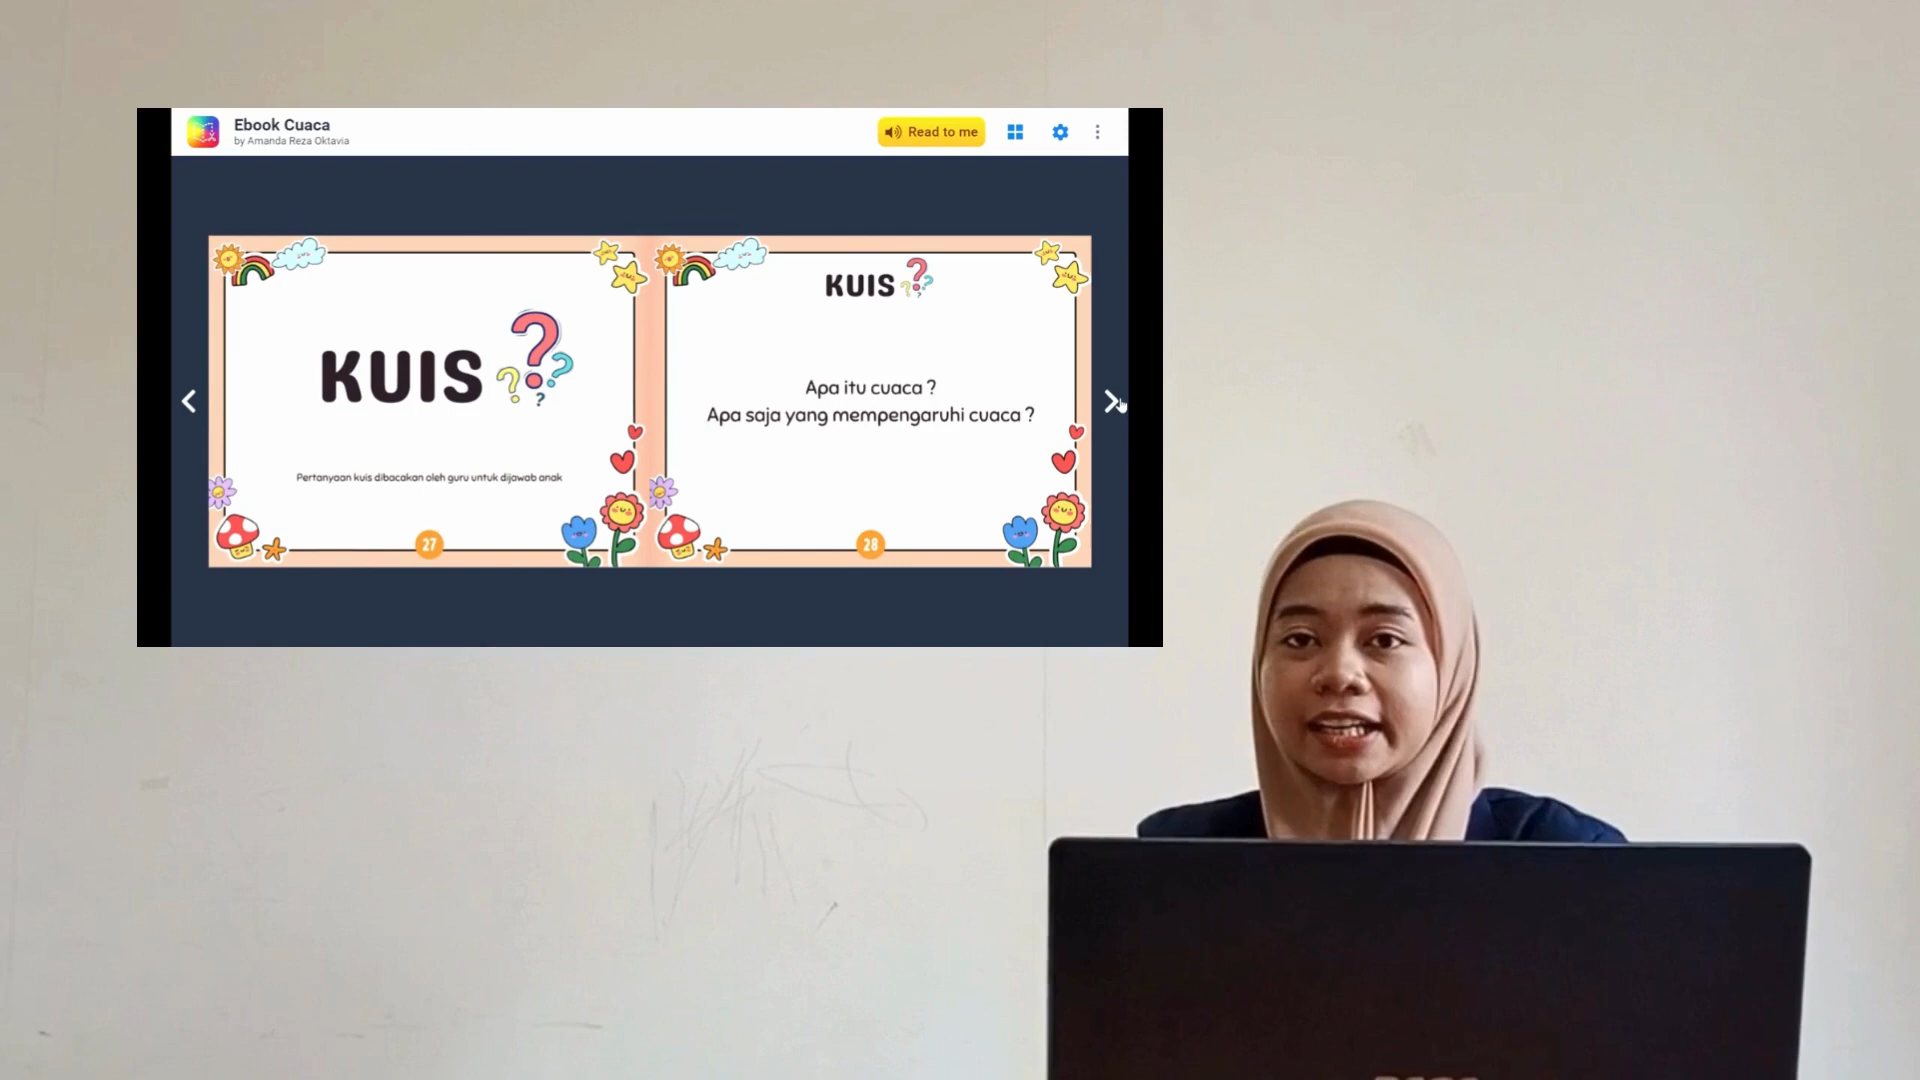 Ebook Cuaca
by Amanda Reza Oktavia
Read to me
KUIS
Pertanyaan kuis dibacakan oleh guru untuk dijawab anak
27
KUIS
Apa itu cuaca ?
Apa saja yang mempengaruhi cuaca ?
28